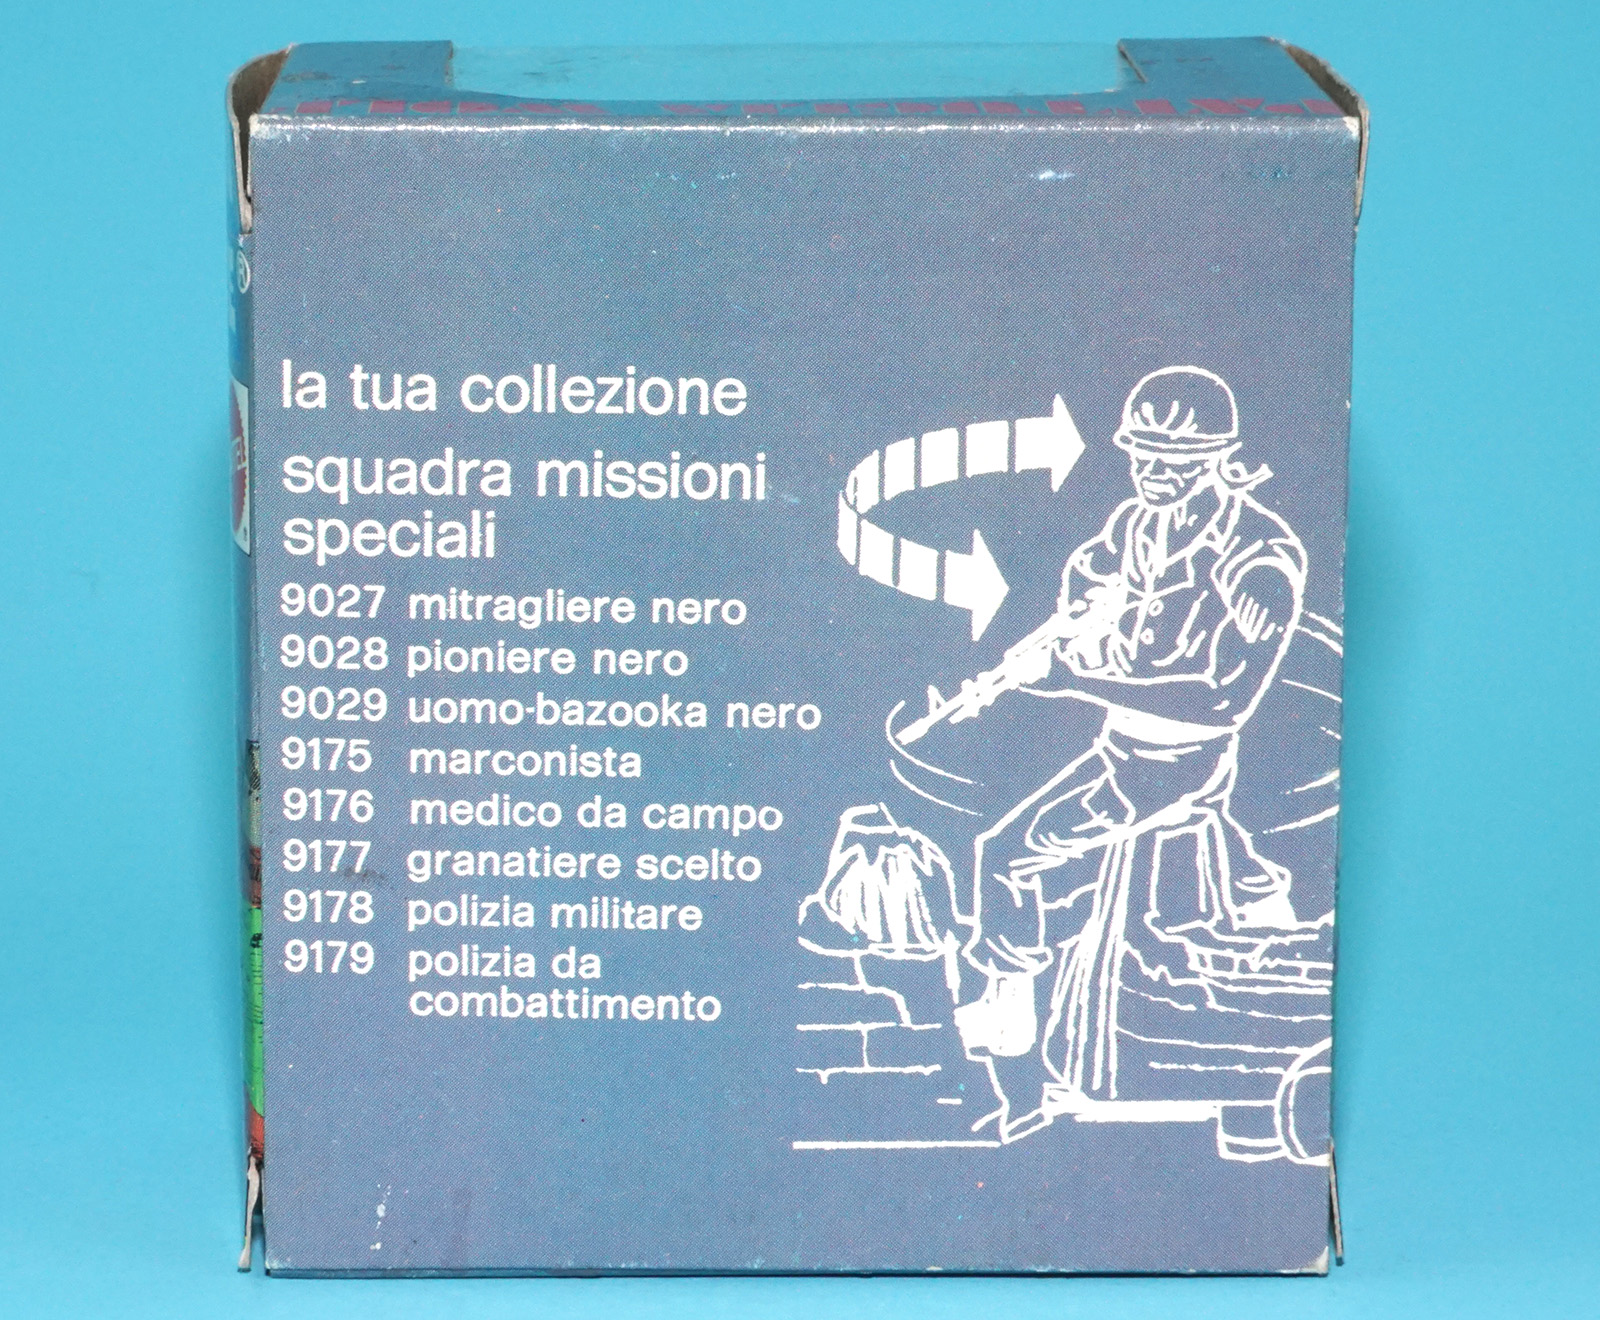 la tua collezione
squadra missioni
speciali
9027 mitragliere nero
9028 pioniere nero
9029 uomo-bazooka nero
9175 marconista
9176 medico da campo
9177 granatiere scelto
9178 polizia militare
9179 polizia da
combattimento
®